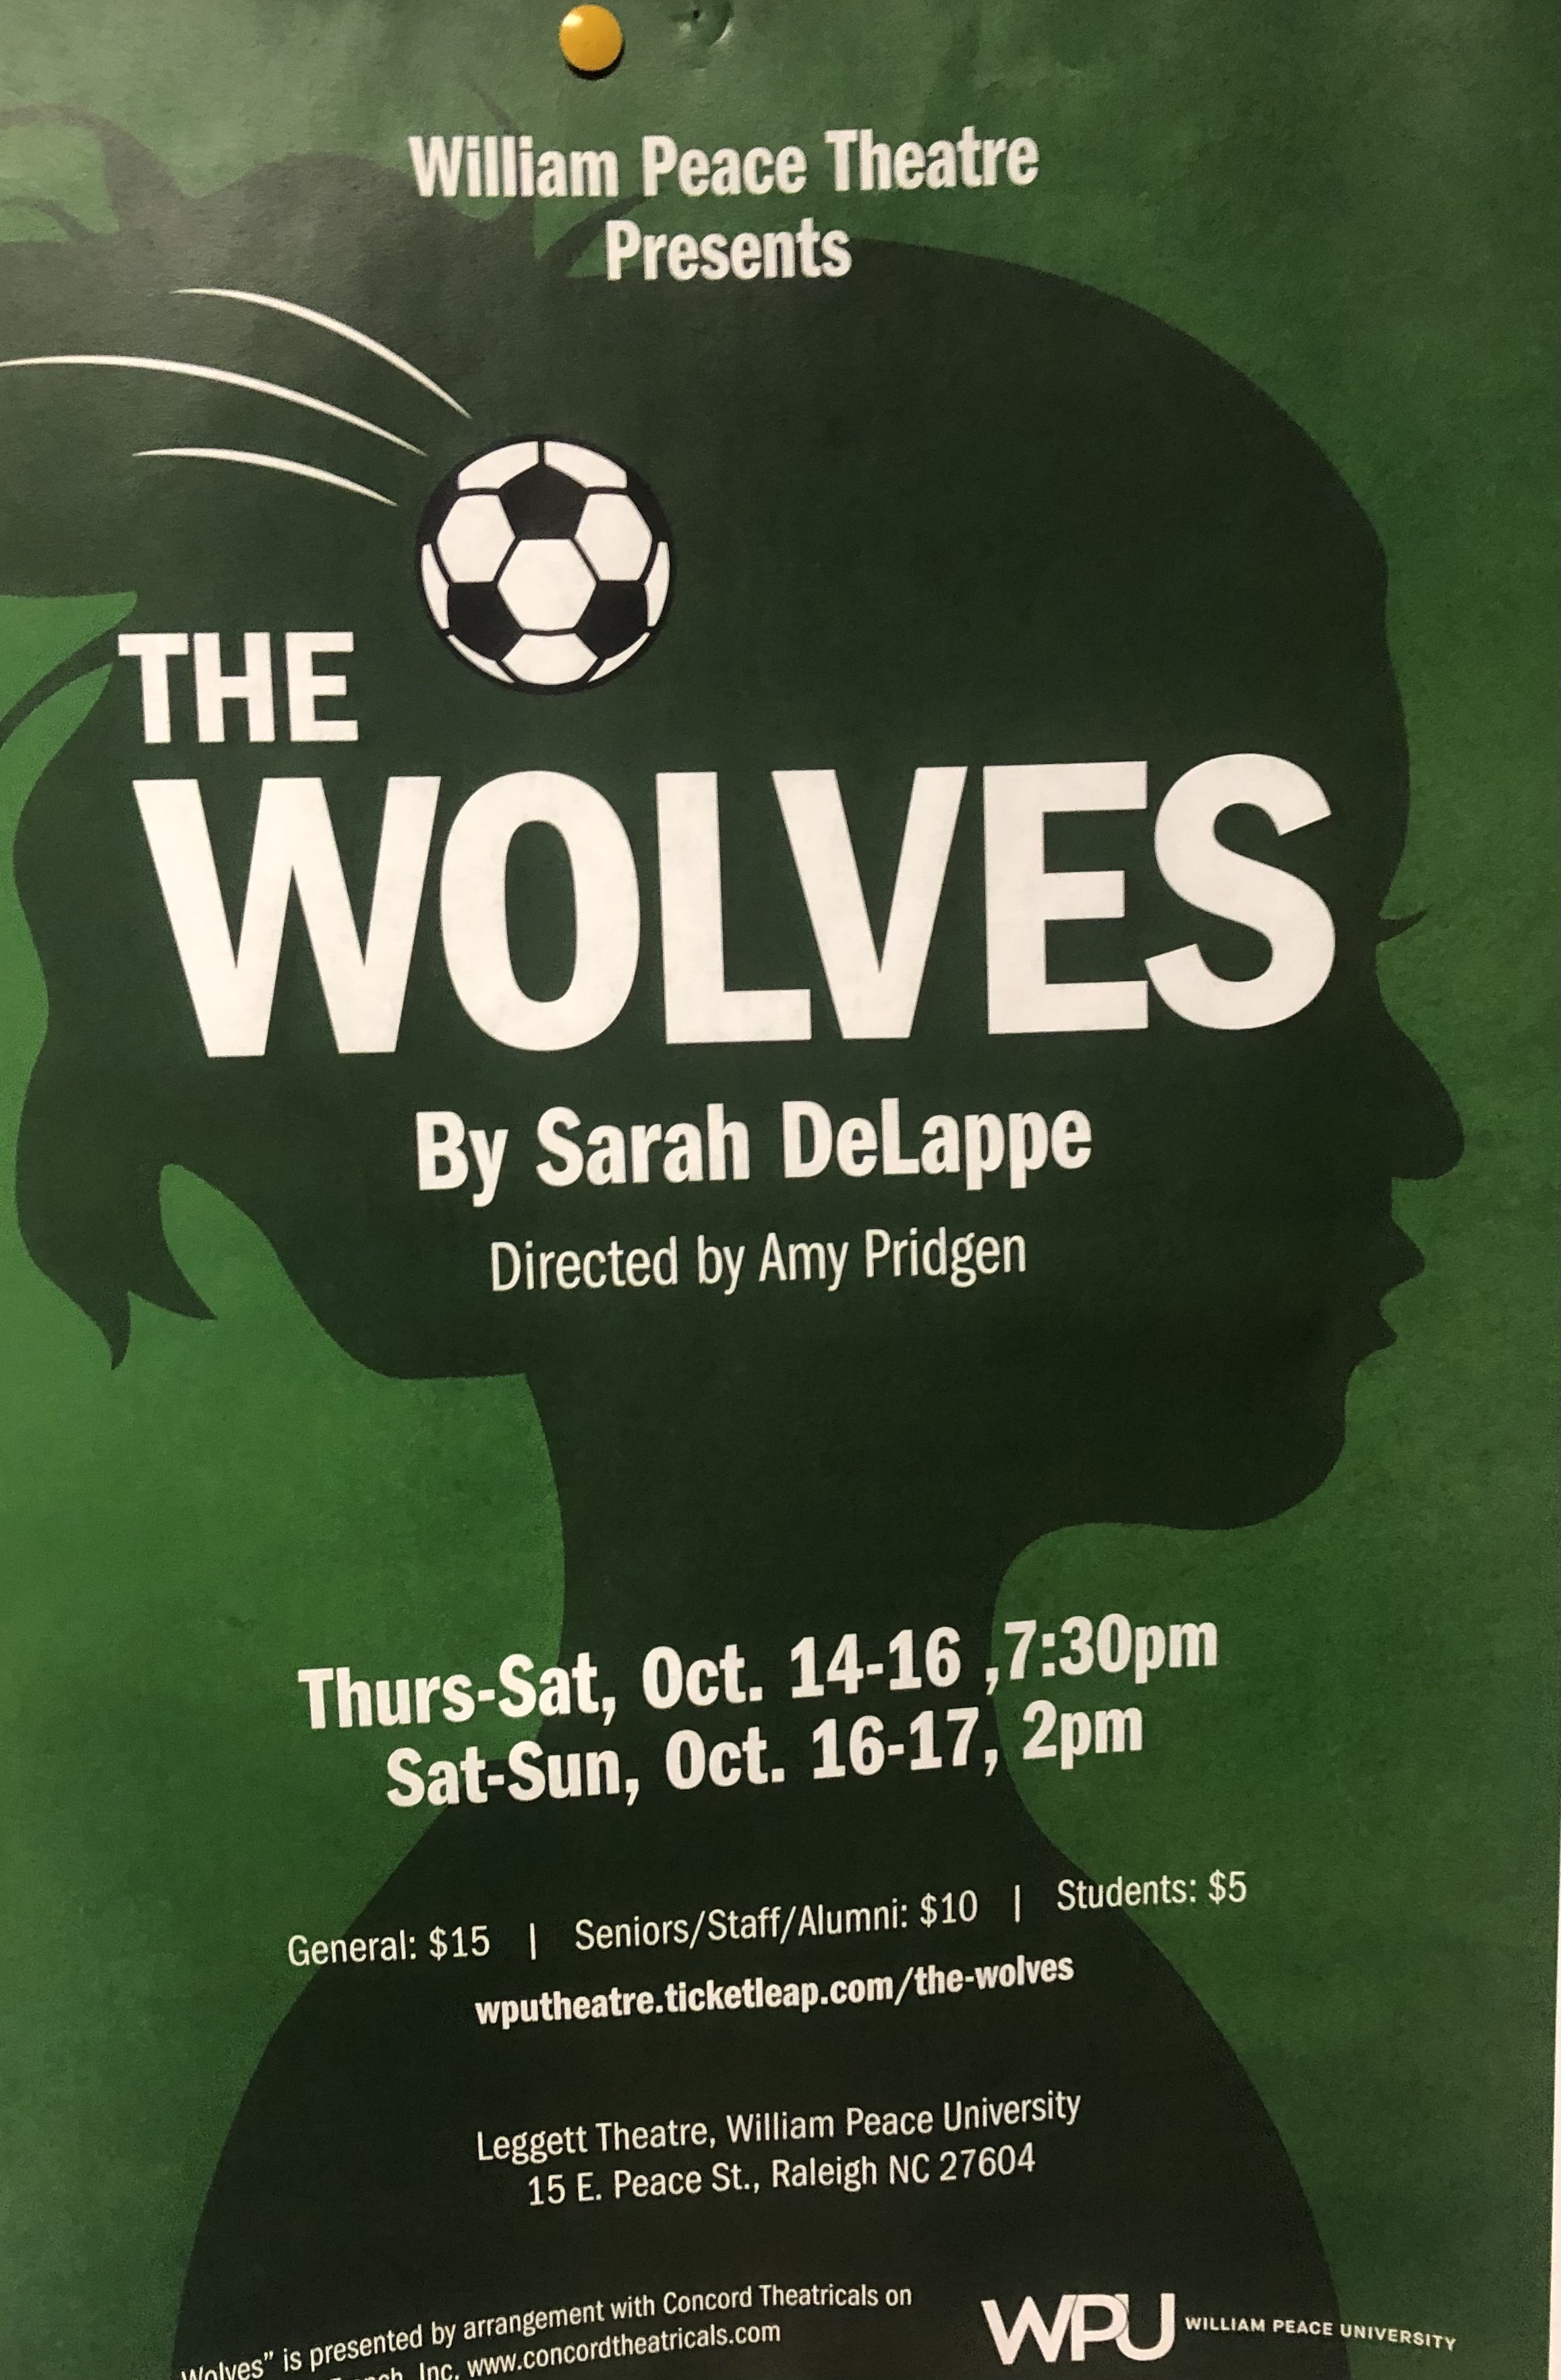 William Peace Theatre
Presents
THE
WOLVES
By Sarah DeLappe
Directed by Amy Pridgen
Thurs-Sat, Oct. 14-16 ,7:30pm
Sat-Sun, Oct. 16-17, 2pm
General: $15 | Seniors/Staff/Alumni: $10 | Students: $5
wputheatre.ticketleap.com/the-wolves
Leggett Theatre, William Peace University
15 E. Peace St., Raleigh NC 27604
Wolves” is presented by arrangement with Concord Theatricals on
Inc. www.concordtheatricals.com
WPU WILLIAM PEACE UNIVERSITY